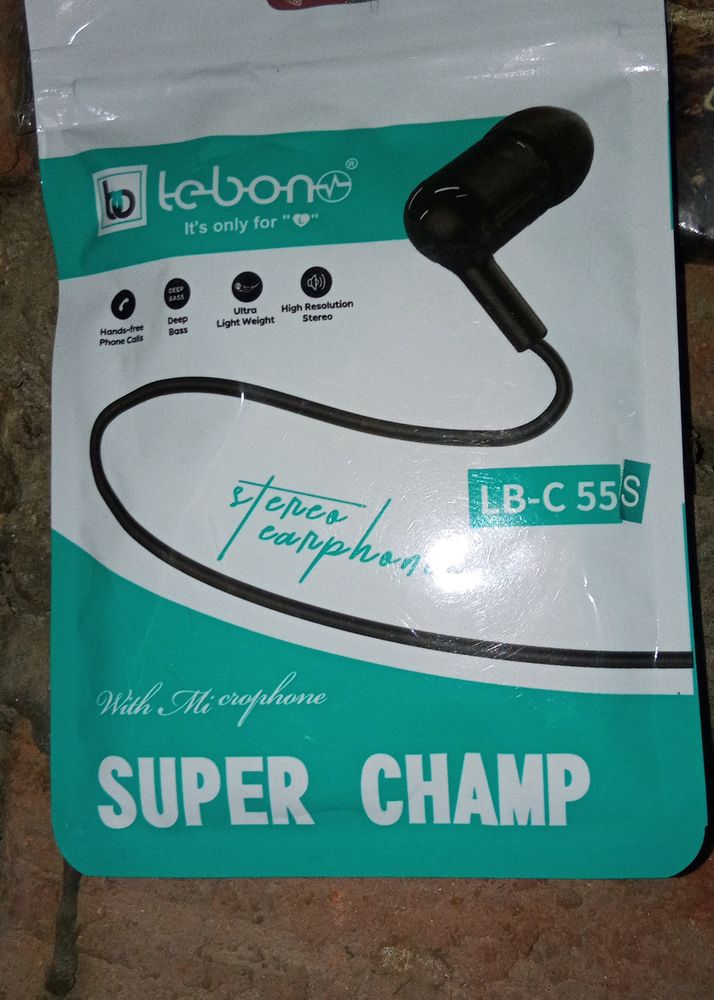 lebono®
It's only for "L"
DEEP
BASS
Hands-free
Phone Calls
Deep
Bass
Ultra
Light Weight
High Resolution
Stereo
LB-C 55S
stereo
earphone
With Microphone
SUPER CHAMP